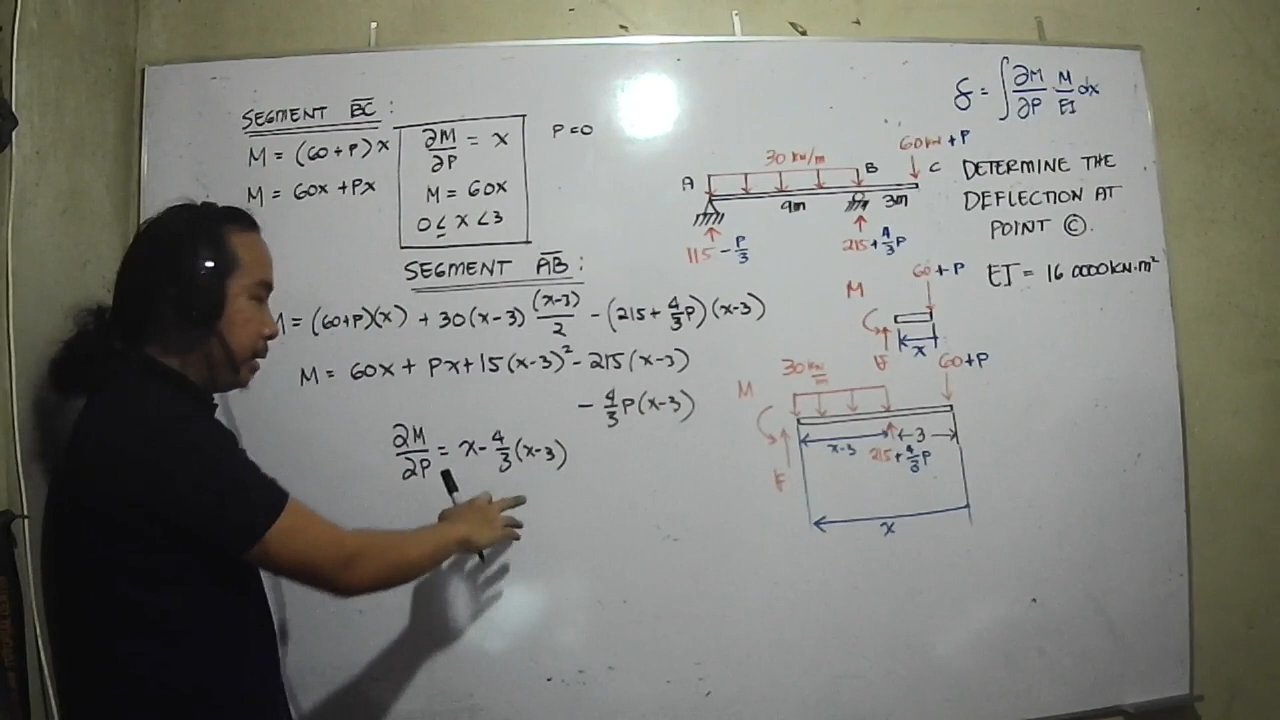 SEGMENT BC :
M = (60+P)x
M = 60x + Px
∂M/∂P = x
M = 60x
0 ≤ x < 3
P=0
SEGMENT AB :
M = (60+P)(x) + 30(x-3) (x-3)/2 - (215 + 4/3 P)(x-3)
M = 60x + Px + 15(x-3)² - 215(x-3)
- 4/3 P(x-3)
∂M/∂P = x - 4/3 (x-3)
δ = ∫ ∂M/∂P M/EI dx
60kN + P
30 kN/m
A
B
C
9m
3m
115 - P/3
215 + 4/3 P
DETERMINE THE
DEFLECTION AT
POINT ©.
EI = 16 0000kN·m²
60+P
M
V
x
60+P
30 kN/m
M
x-3
3
215 + 4/3 P
x